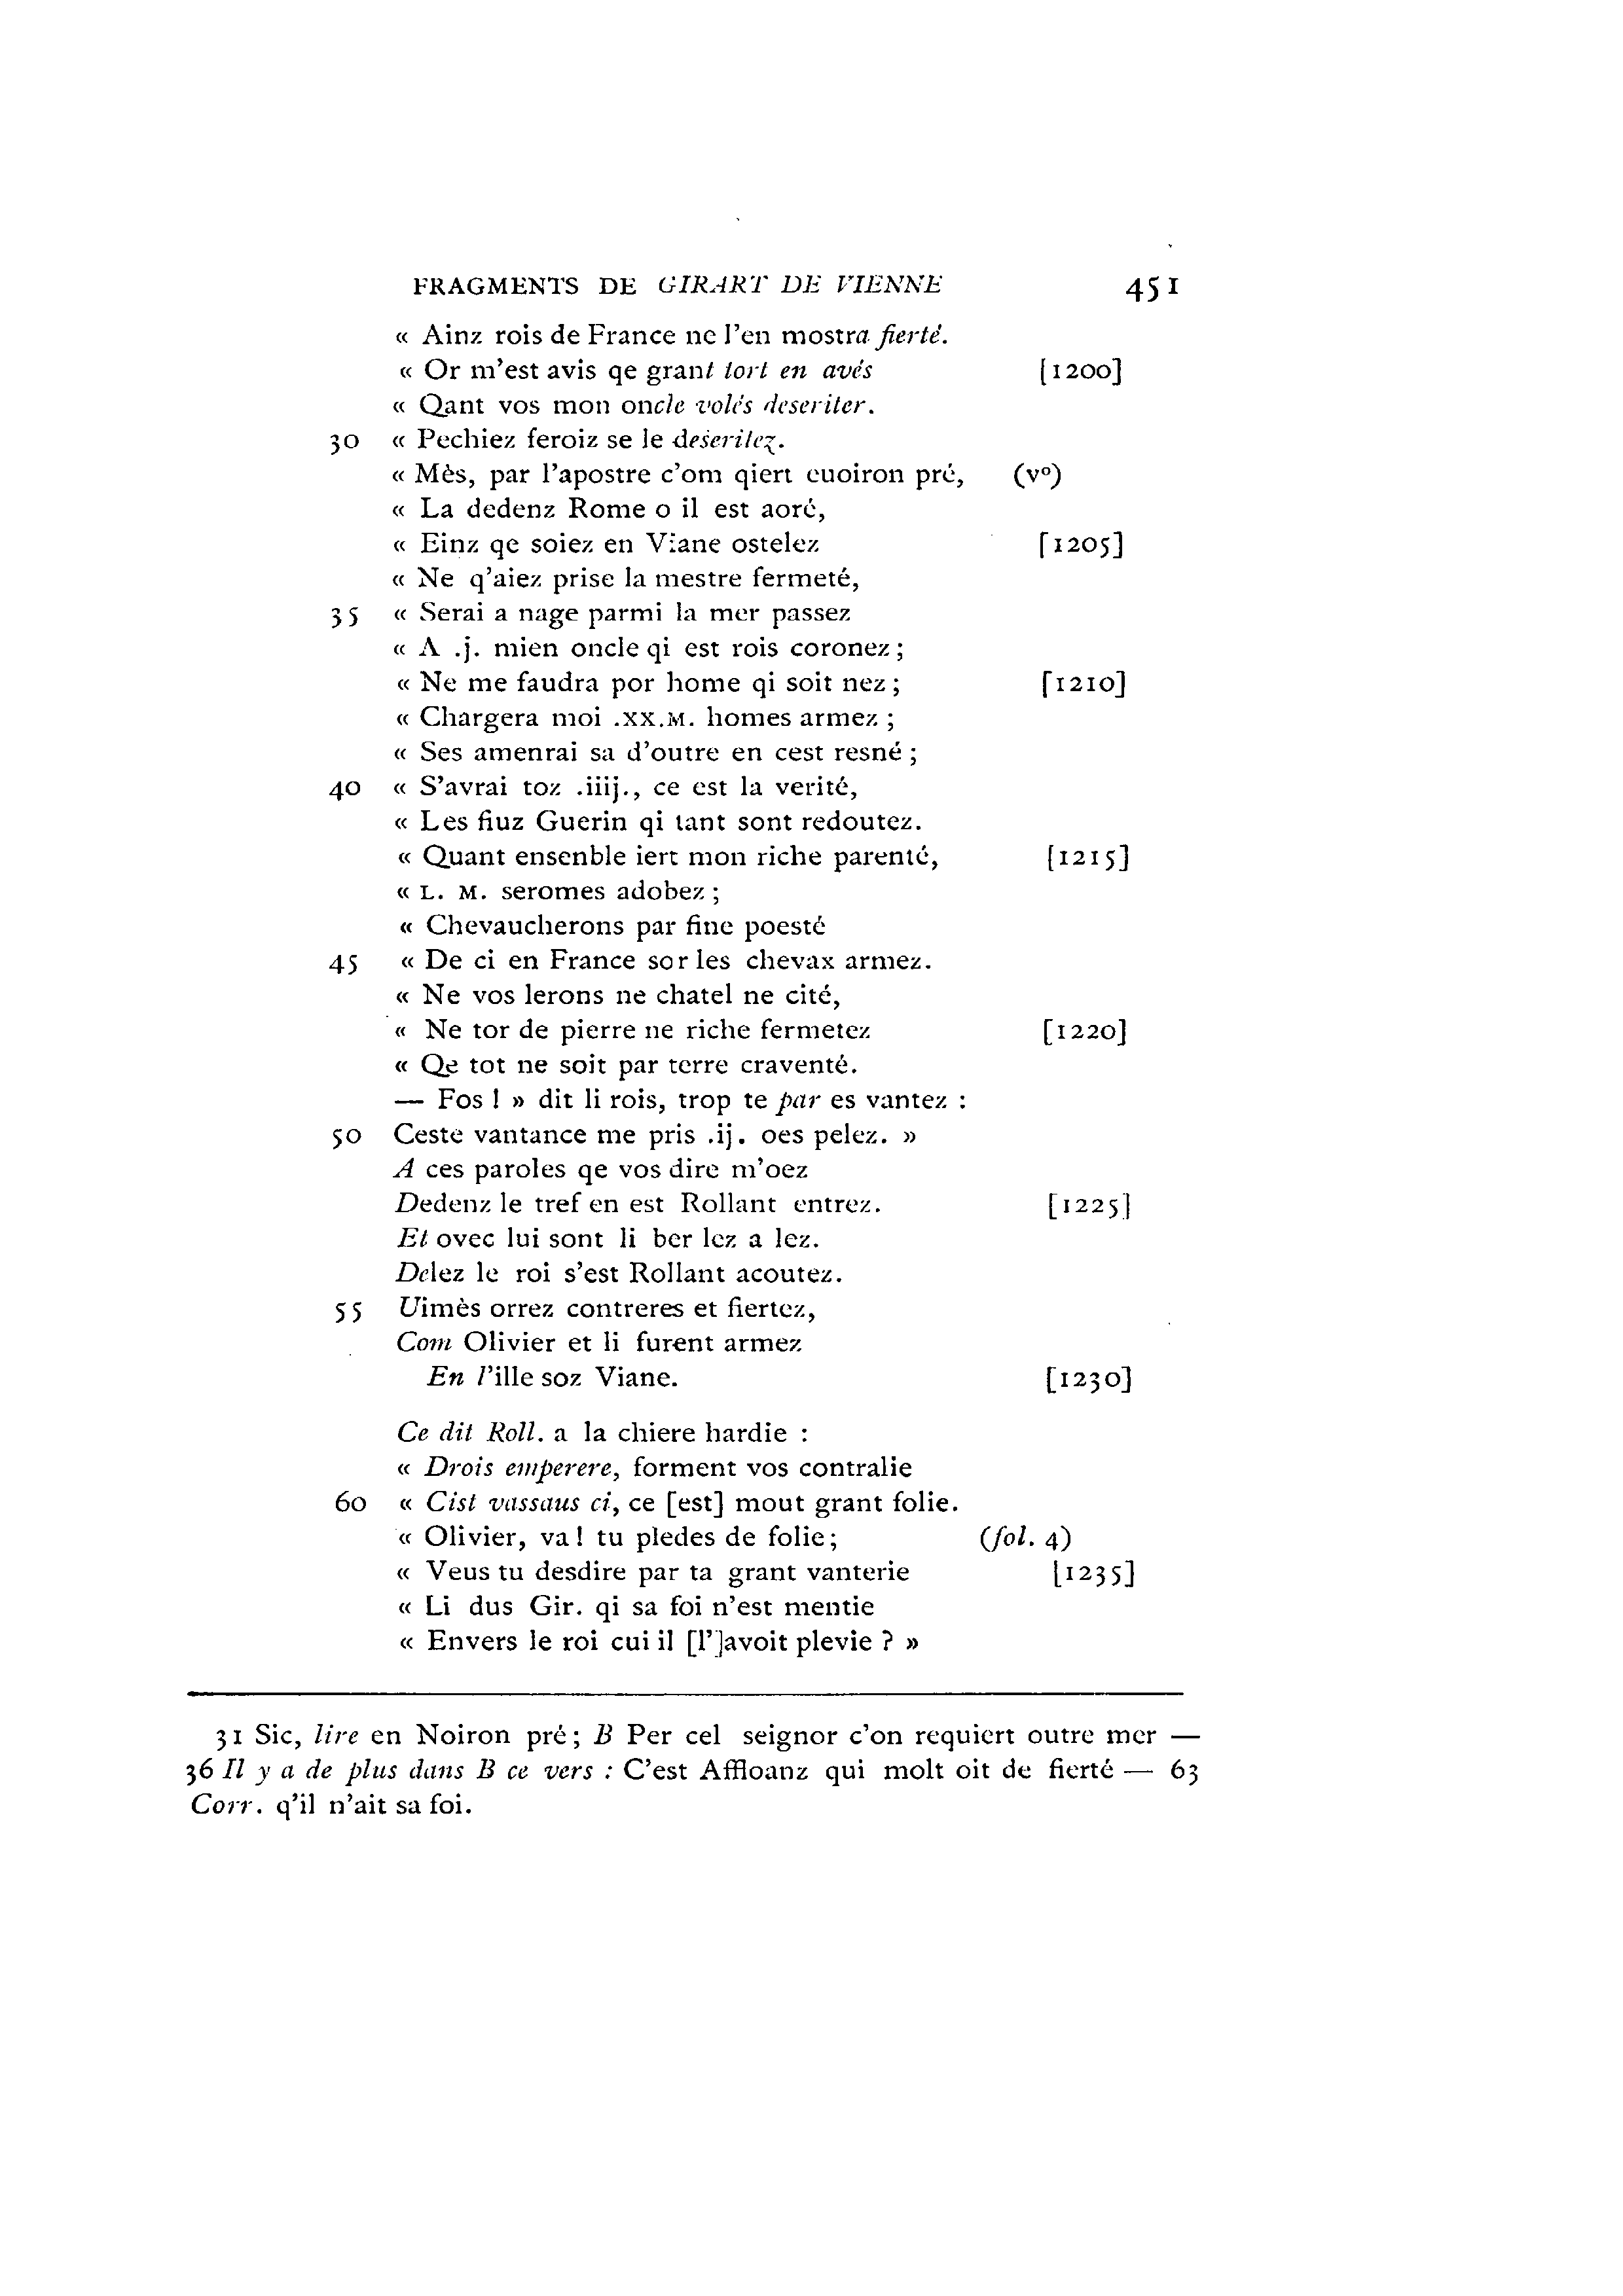 FRAGMENTS DE GIRART DE VIENNE 451
« Ainz rois de France ne l'en mostra fierté.
« Or m'est avis qe grant tort en avés [1200]
« Qant vos mon oncle volés deseriter.
30 « Pechiez feroiz se le deseritez.
« Mès, par l'apostre c'om qiert euoiron pré, (vº)
« La dedenz Rome o il est aoré,
« Einz qe soiez en Viane ostelez [1205]
« Ne q'aiez prise la mestre fermeté,
35 « Serai a nage parmi la mer passez
« A .j. mien oncle qi est rois coronez ;
« Ne me faudra por home qi soit nez ; [1210]
« Chargera moi .XX.M. homes armez ;
« Ses amenrai sa d'outre en cest resné ;
40 « S'avrai toz .iiij., ce est la verité,
« Les fiuz Guerin qi tant sont redoutez.
« Quant ensenble iert mon riche parenté, [1215]
« L. M. seromes adobez ;
« Chevaucherons par fine poesté
45 « De ci en France sor les chevax armez.
« Ne vos lerons ne chatel ne cité,
« Ne tor de pierre ne riche fermetez [1220]
« Qe tot ne soit par terre craventé.
— Fos ! » dit li rois, trop te par es vantez :
50 Ceste vantance me pris .ij. oes pelez. »
A ces paroles qe vos dire m'oez
Dedenz le tref en est Rollant entrez. [1225]
Et ovec lui sont li ber lez a lez.
Delez le roi s'est Rollant acoutez.
55 Uimès orrez contreres et fiertez,
Com Olivier et li furent armez
En l'ille soz Viane. [1230]
Ce dit Roll. a la chiere hardie :
« Drois emperere, forment vos contralie
60 « Cist vassaus ci, ce [est] mout grant folie.
« Olivier, va ! tu pledes de folie ; (fol. 4)
« Veus tu desdire par ta grant vanterie [1235]
« Li dus Gir. qi sa foi n'est mentie
« Envers le roi cui il [l']avoit plevie ? »
31 Sic, lire en Noiron pré ; B Per cel seignor c'on requiert outre mer —
36 Il y a de plus dans B ce vers : C'est Affloanz qui molt oit de fierté — 63
Corr. q'il n'ait sa foi.